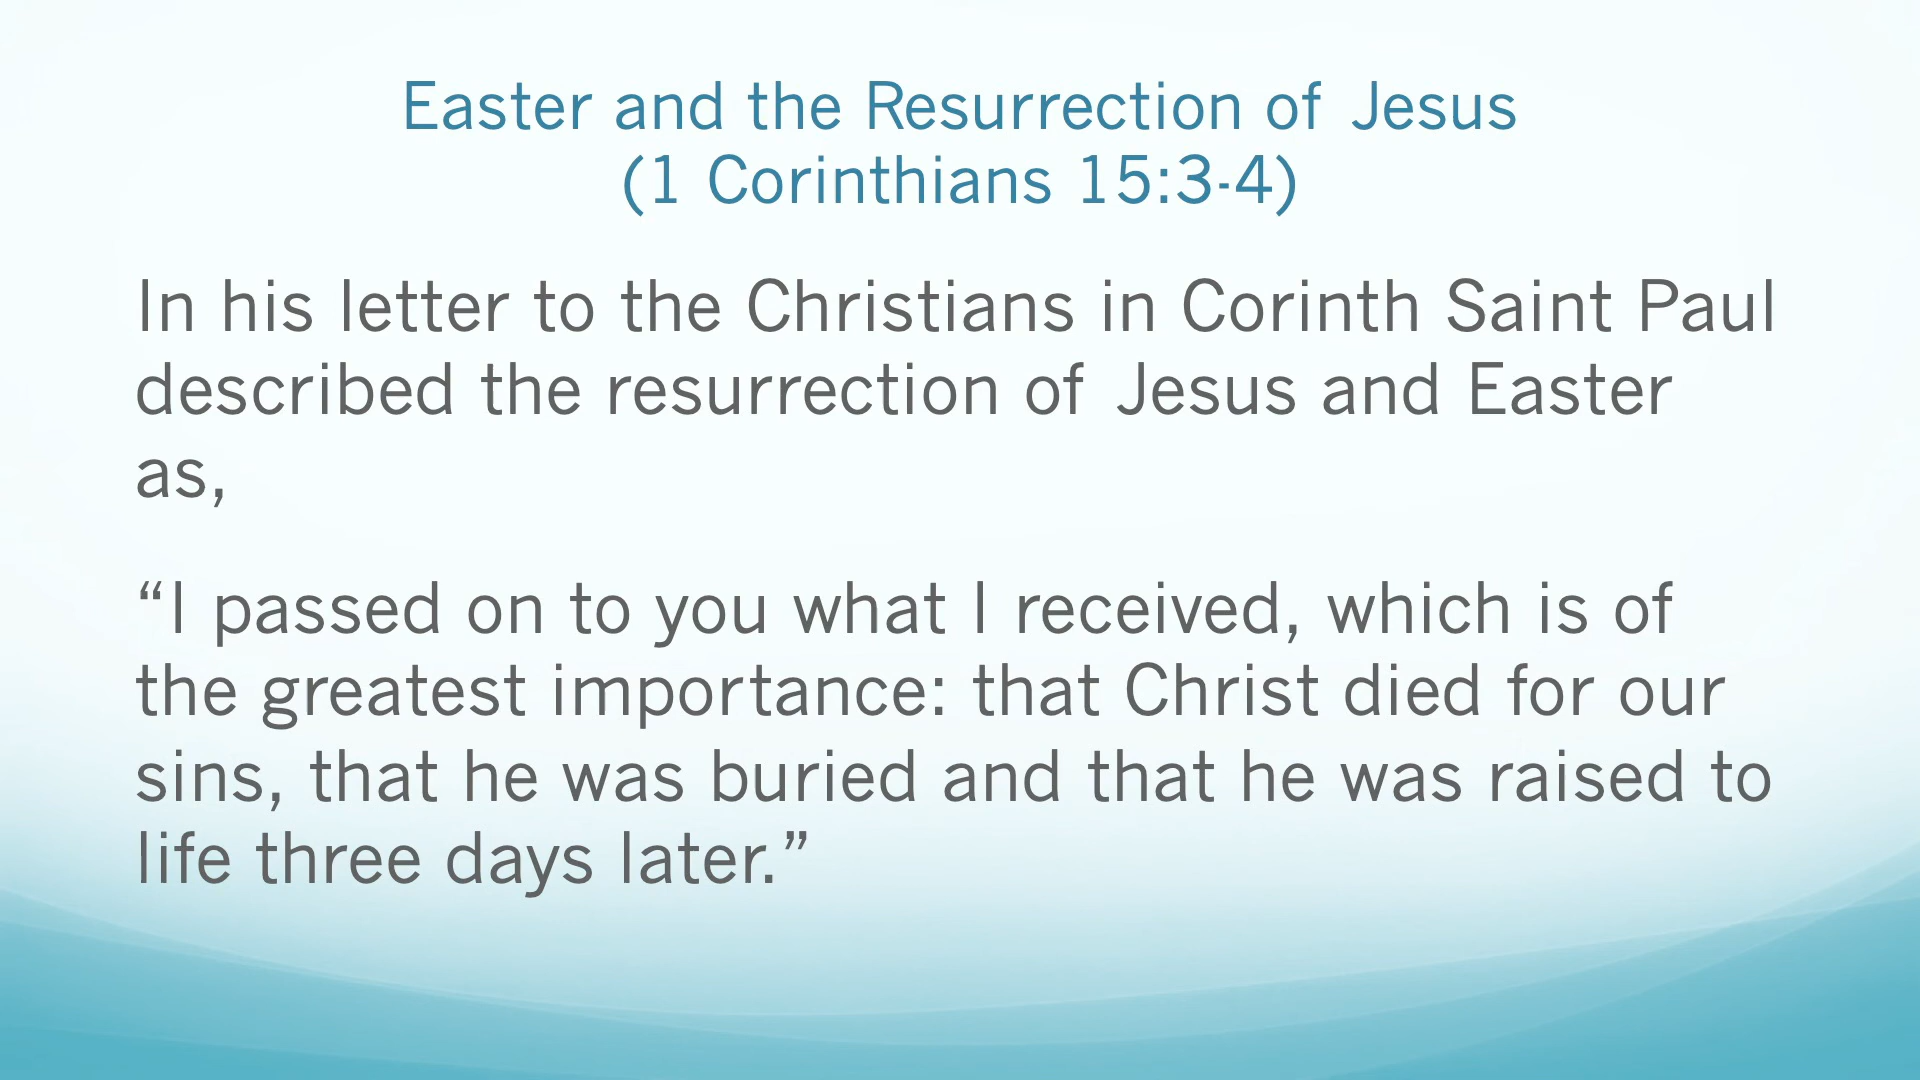 Easter and the Resurrection of Jesus
(1 Corinthians 15:3-4)
In his letter to the Christians in Corinth Saint Paul
described the resurrection of Jesus and Easter
as,
“I passed on to you what I received, which is of
the greatest importance: that Christ died for our
sins, that he was buried and that he was raised to
life three days later.”